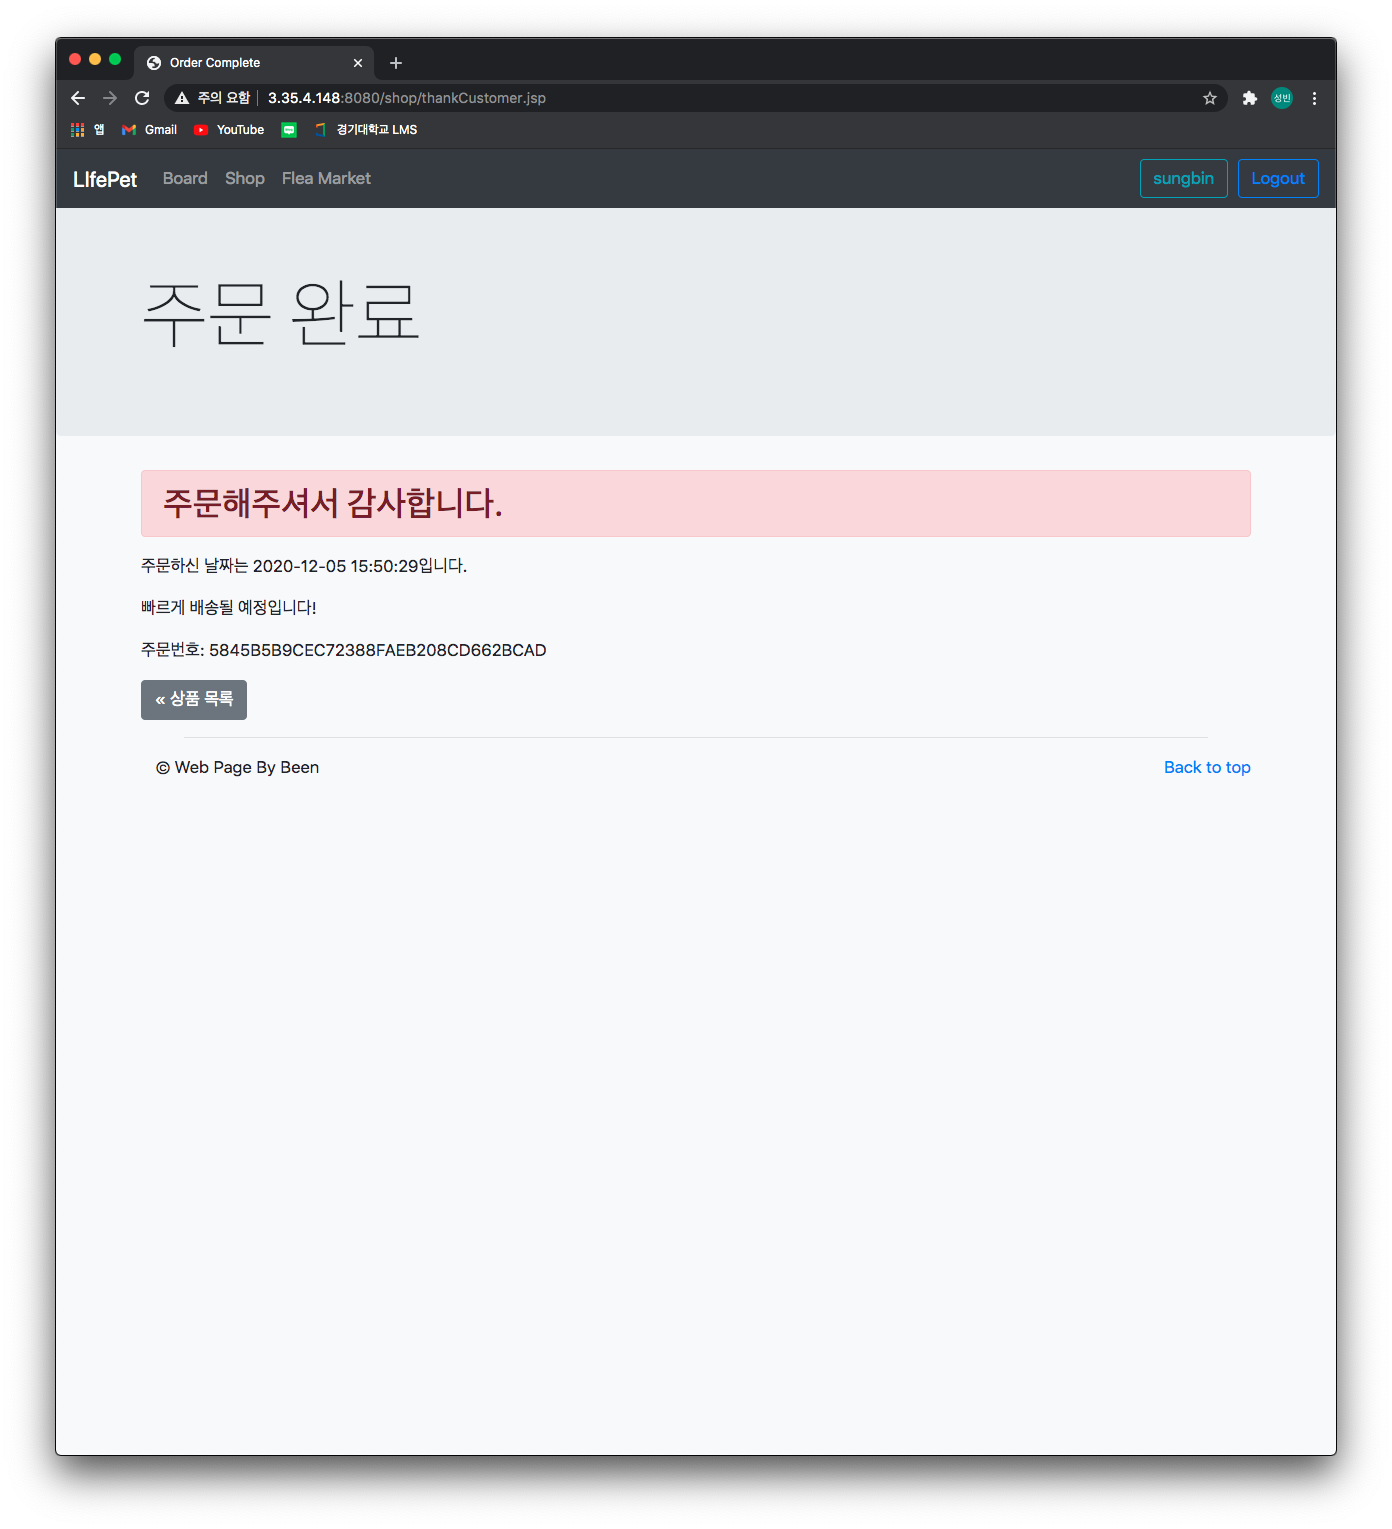 Order Complete
주의 요함 3.35.4.148:8080/shop/thankCustomer.jsp 성빈
앱 Gmail YouTube 경기대학교 LMS
LIfePet Board Shop Flea Market sungbin Logout
주문 완료
주문해주셔서 감사합니다.
주문하신 날짜는 2020-12-05 15:50:29입니다.
빠르게 배송될 예정입니다!
주문번호: 5845B5B9CEC72388FAEB208CD662BCAD
« 상품 목록
© Web Page By Been Back to top